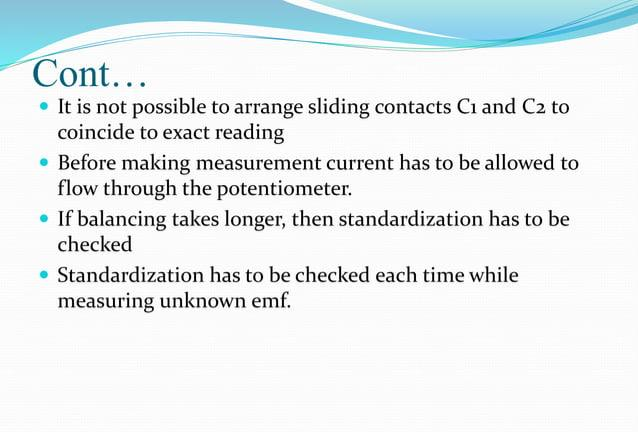 Cont…
It is not possible to arrange sliding contacts C1 and C2 to
coincide to exact reading
Before making measurement current has to be allowed to
flow through the potentiometer.
If balancing takes longer, then standardization has to be
checked
Standardization has to be checked each time while
measuring unknown emf.